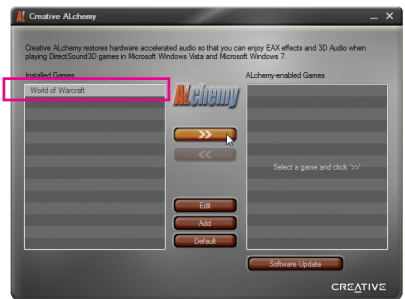 Creative ALchemy
Creative ALchemy restores hardware accelerated audio so that you can enjoy EAX effects and 3D Audio when
playing DirectSound3D games in Microsoft Windows Vista and Microsoft Windows 7.
Installed Games
ALchemy-enabled Games
World of Warcraft
ALchemy
>>
<<
Select a game and click '>>'
Edit
Add
Default
Software Update
CREATIVE